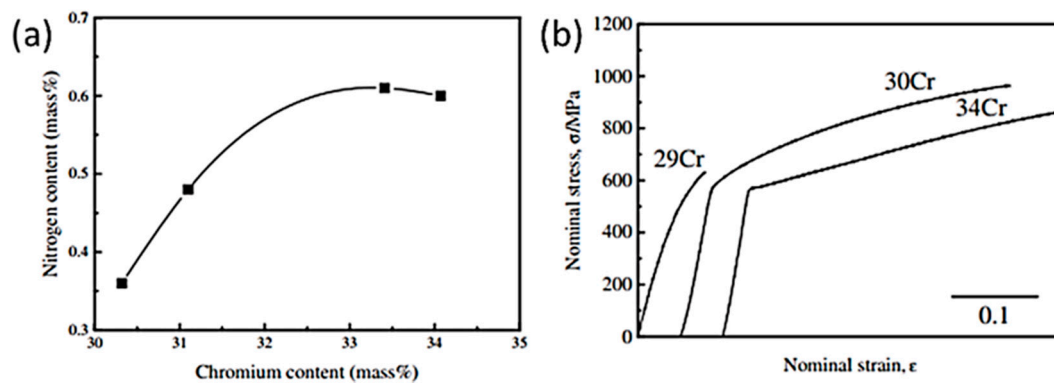 (a)
0.7
0.6
0.5
0.4
0.3
30
31
32
33
34
35
Nitrogen content (mass%)
Chromium content (mass%)
(b)
1200
1000
800
600
400
200
0
Nominal stress, σ/MPa
29Cr
30Cr
34Cr
0.1
Nominal strain, ε